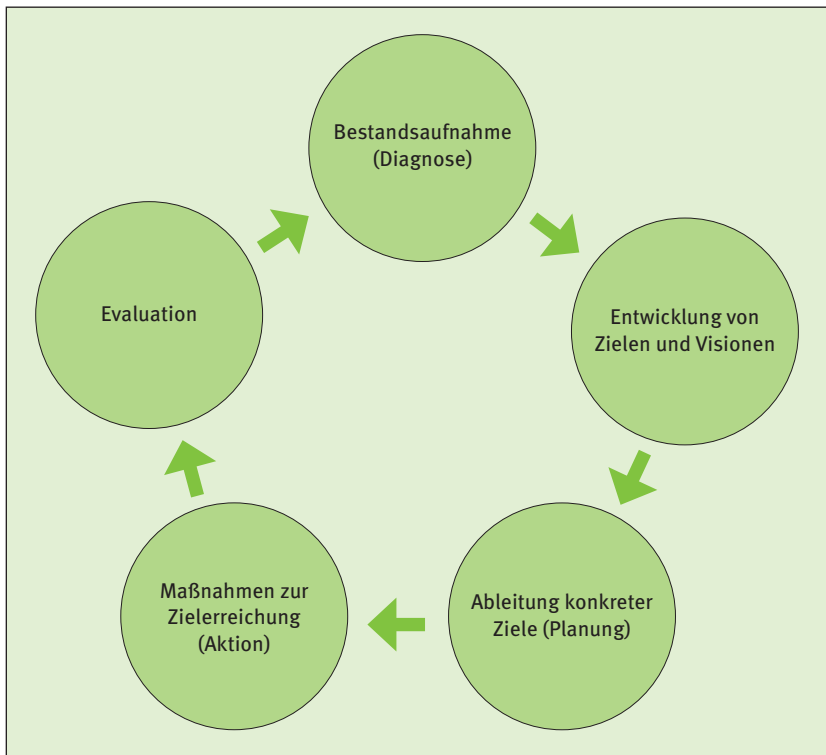 Bestandsaufnahme
(Diagnose)
Entwicklung von
Zielen und Visionen
Ableitung konkreter
Ziele (Planung)
Maßnahmen zur
Zielerreichung
(Aktion)
Evaluation